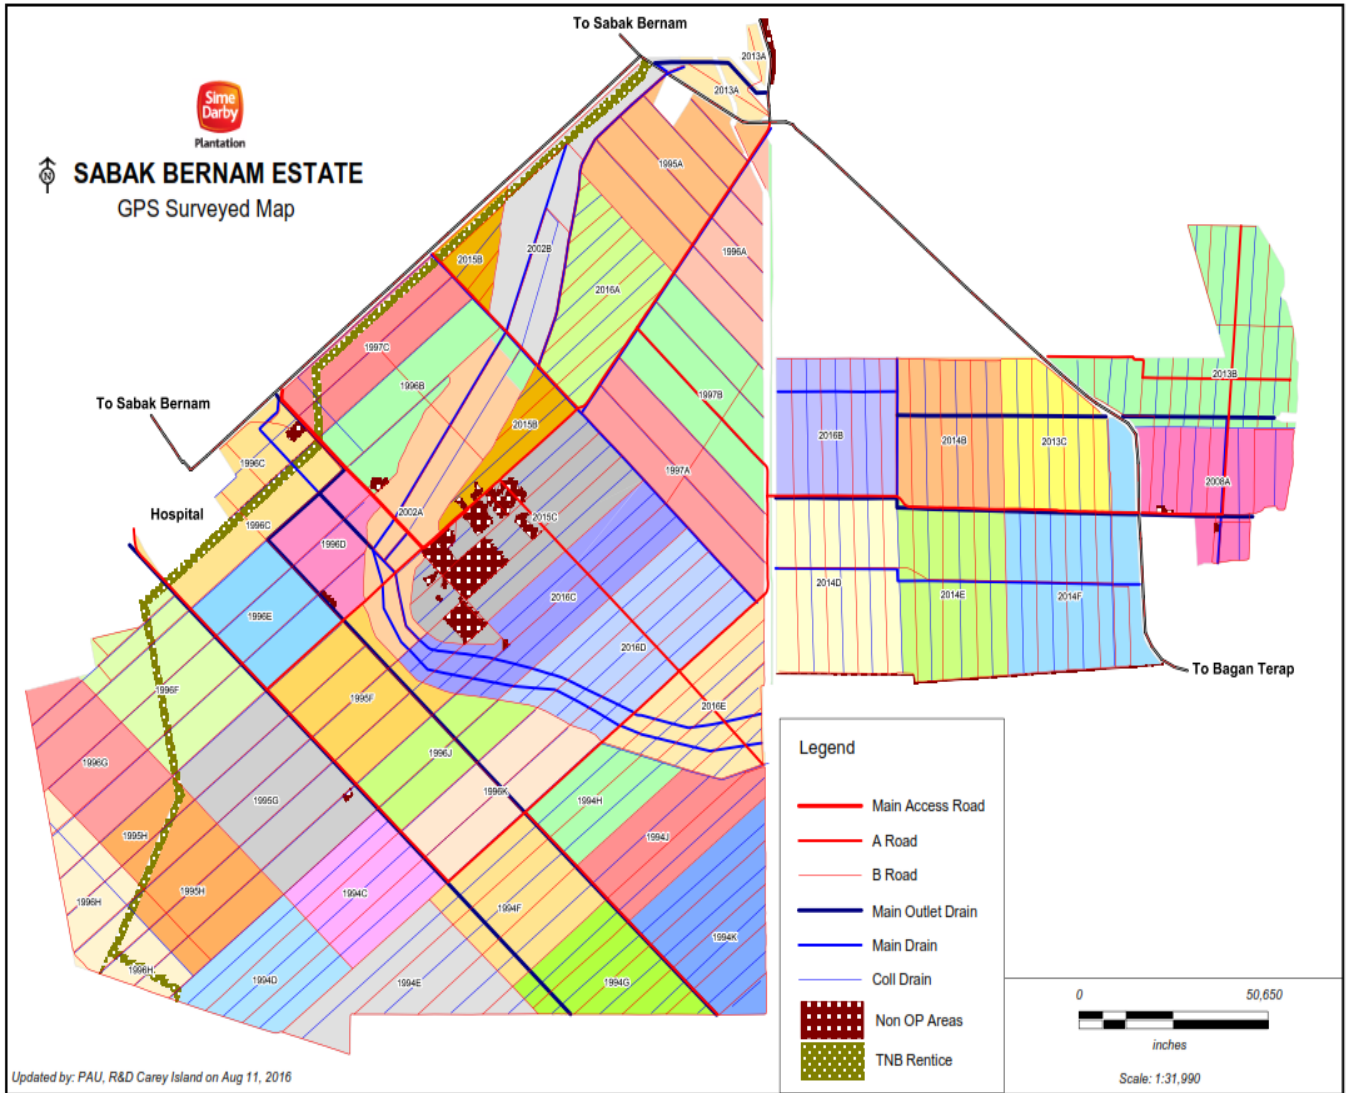 To Sabak Bernam
2013A
2013A
Sime
Darby
Plantation
N
SABAK BERNAM ESTATE
GPS Surveyed Map
1995A
2002B
1996A
2015B
2016A
1997C
1996B
2013B
To Sabak Bernam
1997B
2015B
2016B
2014B
2013C
1996C
1997A
2008A
Hospital
1996C
2002A
2015C
1996D
2014D
2014E
2014F
1996E
2016C
2016D
To Bagan Terap
1996F
1995F
2016E
1996G
1996J
1996K
1995G
1994H
1995H
1994J
1995H
1994C
1996H
1994F
1994K
1996H
1994D
1994E
1994G
Legend
Main Access Road
A Road
B Road
Main Outlet Drain
Main Drain
Coll Drain
Non OP Areas
TNB Rentice
0 50,650
inches
Scale: 1:31,990
Updated by: PAU, R&D Carey Island on Aug 11, 2016